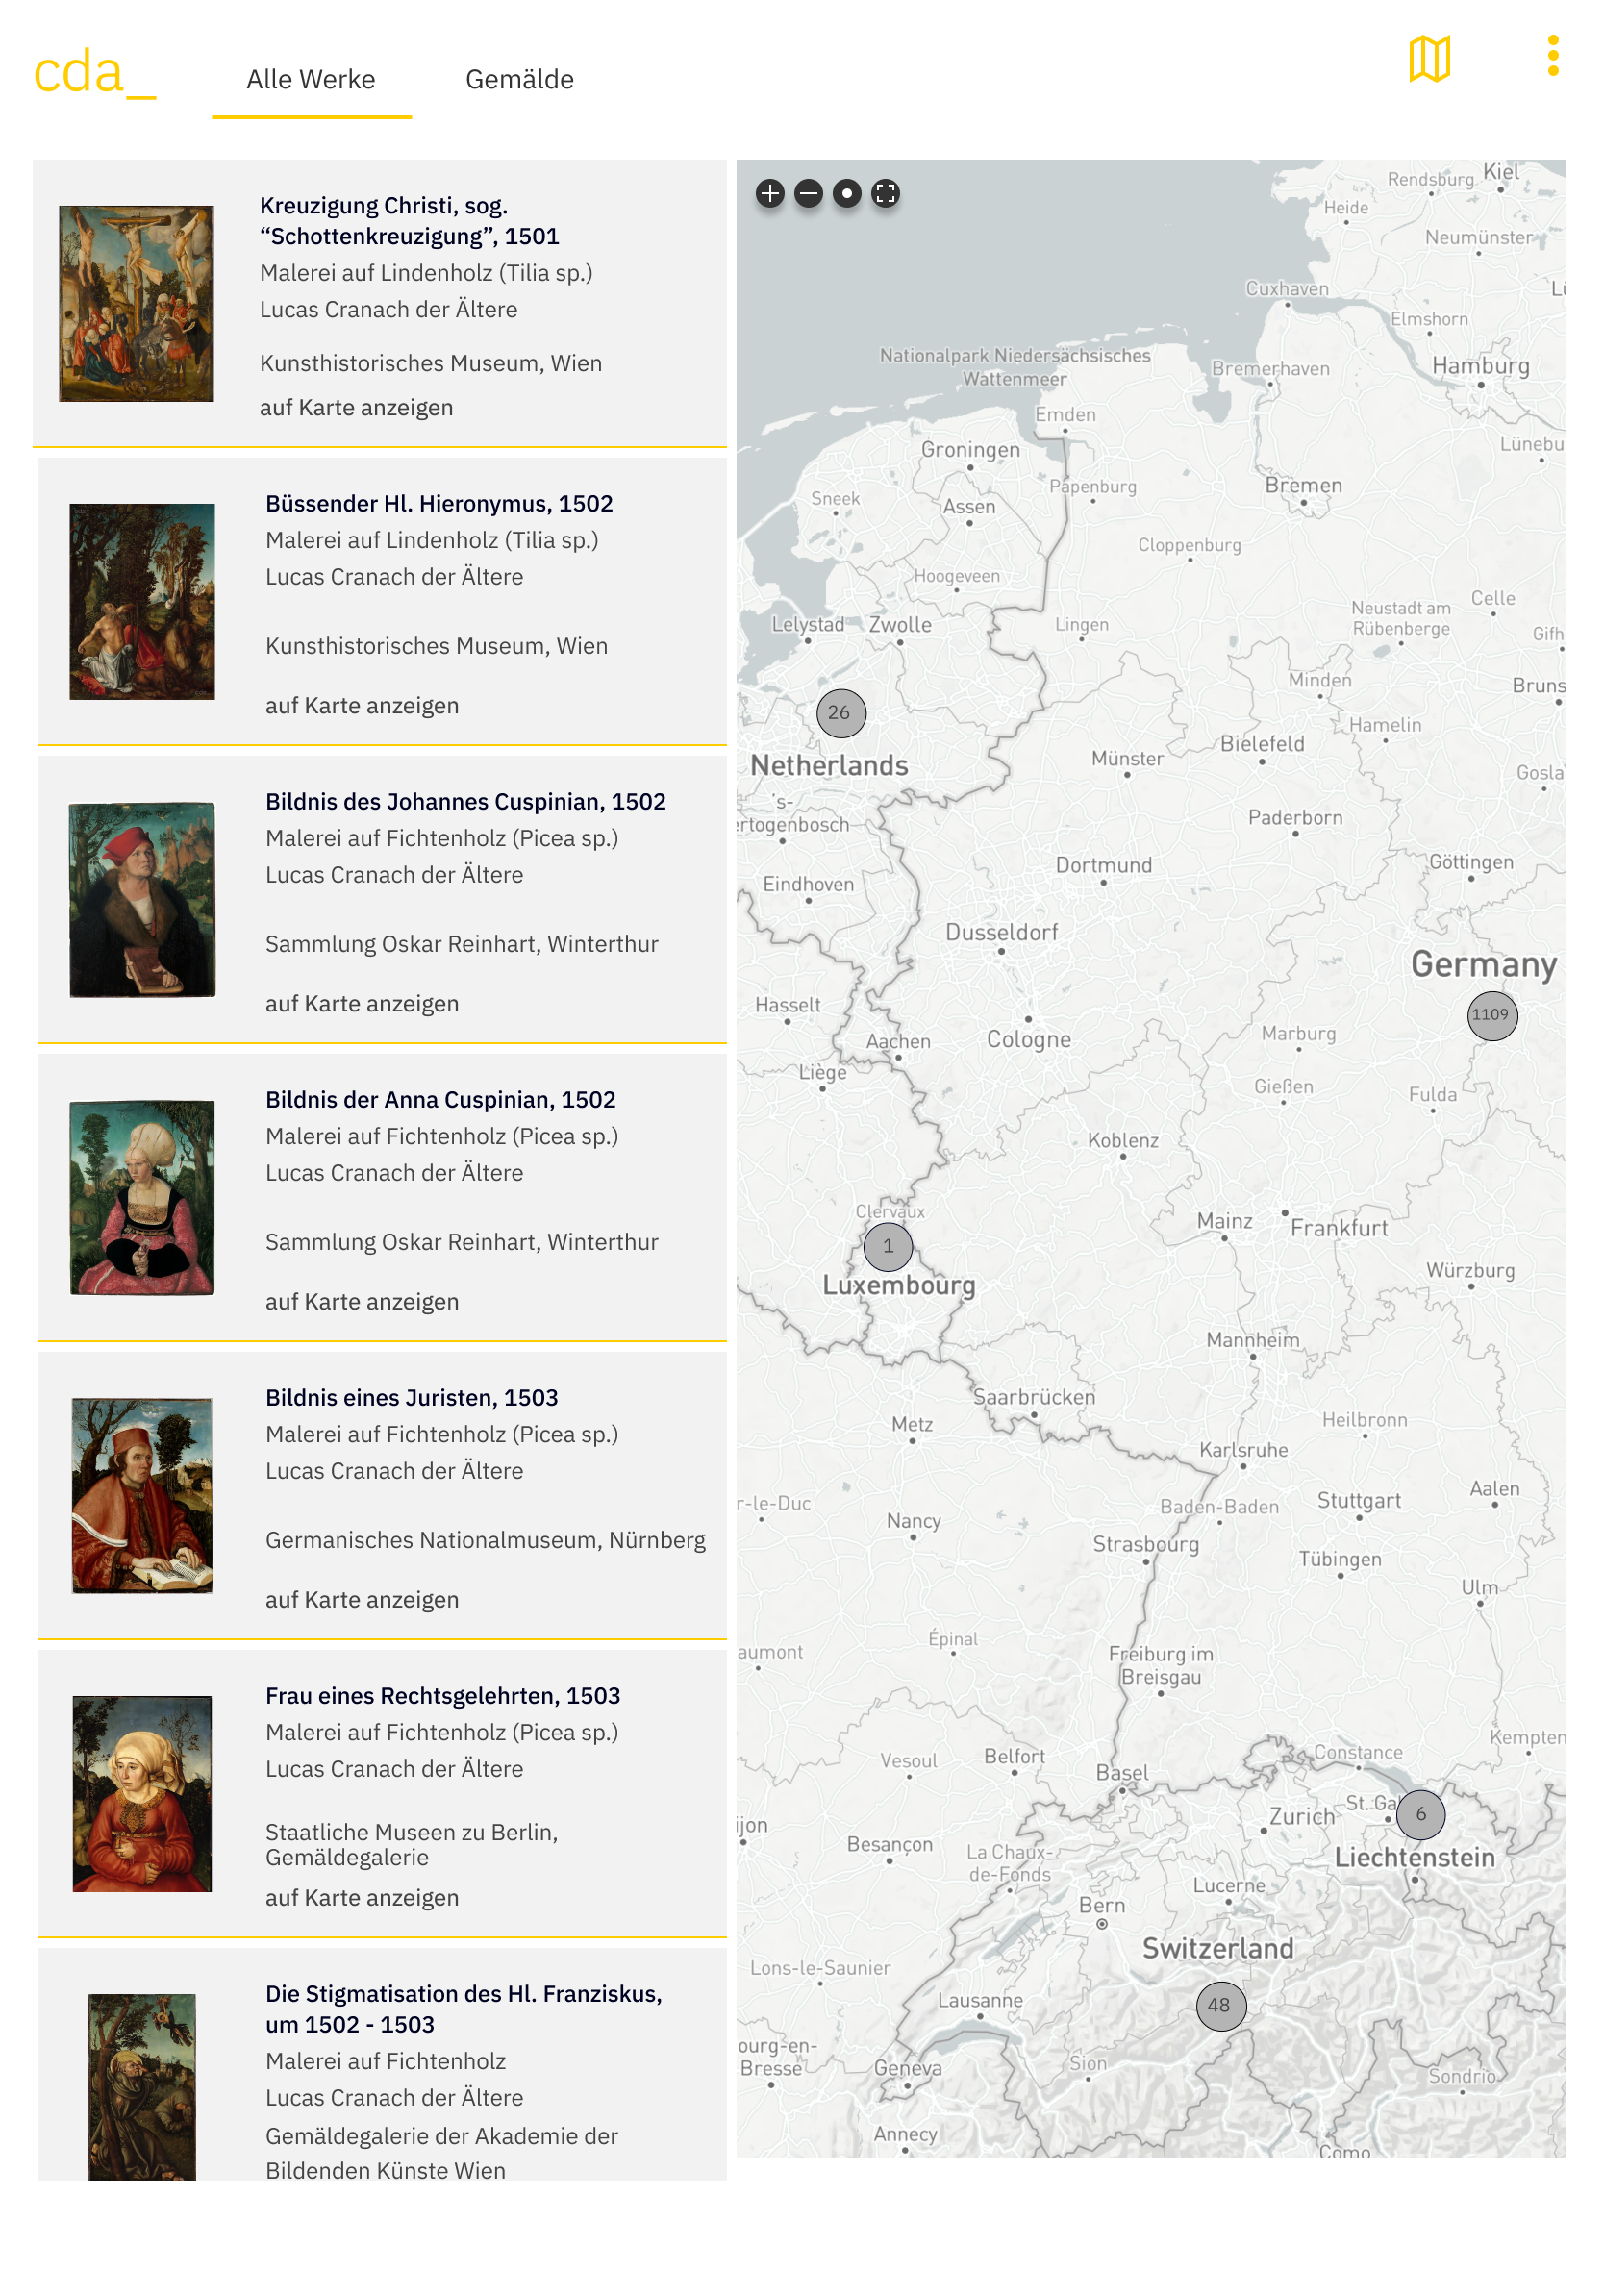 cda_
Alle Werke
Gemälde
Kreuzigung Christi, sog.
“Schottenkreuzigung”, 1501
Malerei auf Lindenholz (Tilia sp.)
Lucas Cranach der Ältere
Kunsthistorisches Museum, Wien
auf Karte anzeigen
Büssender Hl. Hieronymus, 1502
Malerei auf Lindenholz (Tilia sp.)
Lucas Cranach der Ältere
Kunsthistorisches Museum, Wien
auf Karte anzeigen
Bildnis des Johannes Cuspinian, 1502
Malerei auf Fichtenholz (Picea sp.)
Lucas Cranach der Ältere
Sammlung Oskar Reinhart, Winterthur
auf Karte anzeigen
Bildnis der Anna Cuspinian, 1502
Malerei auf Fichtenholz (Picea sp.)
Lucas Cranach der Ältere
Sammlung Oskar Reinhart, Winterthur
auf Karte anzeigen
Bildnis eines Juristen, 1503
Malerei auf Fichtenholz (Picea sp.)
Lucas Cranach der Ältere
Germanisches Nationalmuseum, Nürnberg
auf Karte anzeigen
Frau eines Rechtsgelehrten, 1503
Malerei auf Fichtenholz (Picea sp.)
Lucas Cranach der Ältere
Staatliche Museen zu Berlin,
Gemäldegalerie
auf Karte anzeigen
Die Stigmatisation des Hl. Franziskus,
um 1502 - 1503
Malerei auf Fichtenholz
Lucas Cranach der Ältere
Gemäldegalerie der Akademie der
Bildenden Künste Wien
Kiel
Rendsburg
Heide
Neumünster
Cuxhaven
Lü
Elmshorn
Nationalpark Niedersächsisches
Wattenmeer
Bremerhaven
Hamburg
Emden
Groningen
Lünebu
Papenburg
Bremen
Sneek
Assen
Cloppenburg
Hoogeveen
Celle
Neustadt am
Rübenberge
Lelystad
Zwolle
Lingen
Gifh
Minden
Bruns
26
Hamelin
Netherlands
Münster
Bielefeld
Gosla
's-
ertogenbosch
Paderborn
Dortmund
Göttingen
Eindhoven
Dusseldorf
Germany
Hasselt
1109
Cologne
Marburg
Aachen
Liège
Gießen
Fulda
Koblenz
Clervaux
Mainz
Frankfurt
1
Luxembourg
Würzburg
Mannheim
Saarbrücken
Metz
Heilbronn
Karlsruhe
Aalen
r-le-Duc
Baden-Baden
Stuttgart
Nancy
Strasbourg
Tübingen
Ulm
Épinal
aumont
Freiburg im
Breisgau
Kempten
Vesoul
Belfort
Constance
Basel
St. Gal
6
Zurich
ijon
Besançon
La Chaux-
de-Fonds
Liechtenstein
Lucerne
Bern
Switzerland
Lons-le-Saunier
Lausanne
48
ourg-en-
Bresse
Geneva
Sion
Sondrio
Annecy
Como